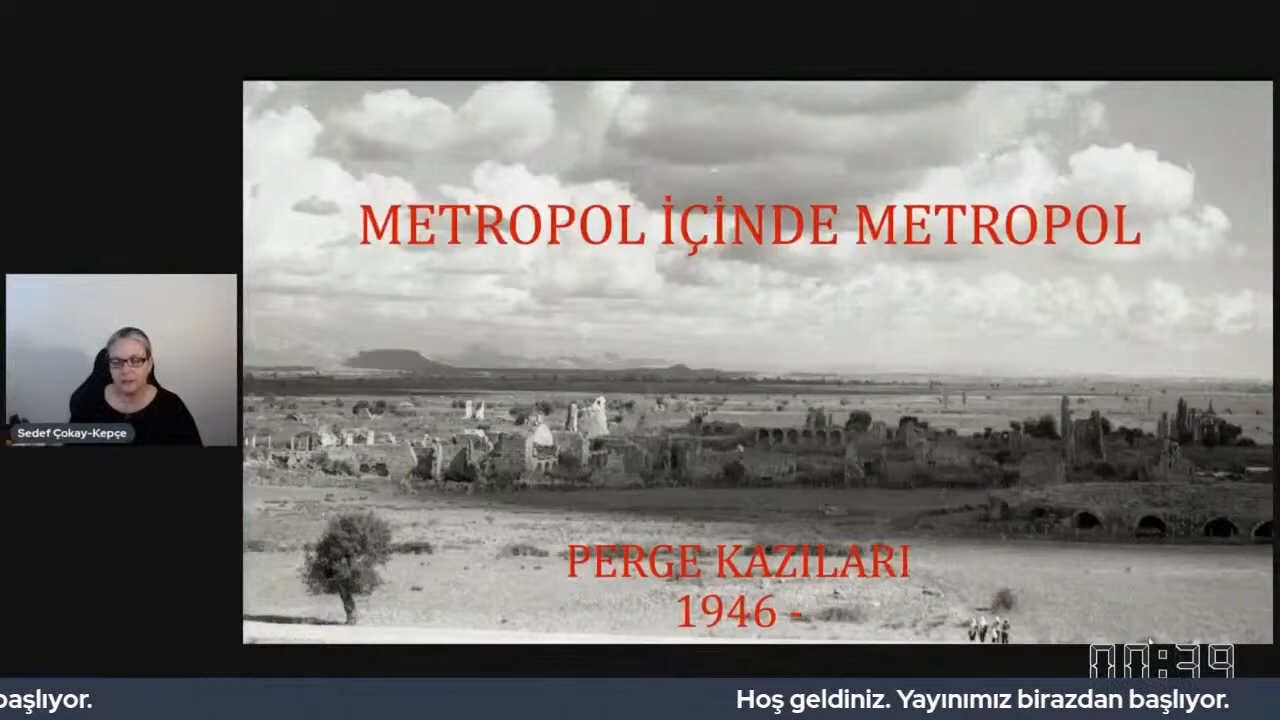 METROPOL İÇİNDE METROPOL
Sedef Çokay-Kepçe
PERGE KAZILARI
1946 -
00:39
başlıyor.
Hoş geldiniz. Yayınımız birazdan başlıyor.